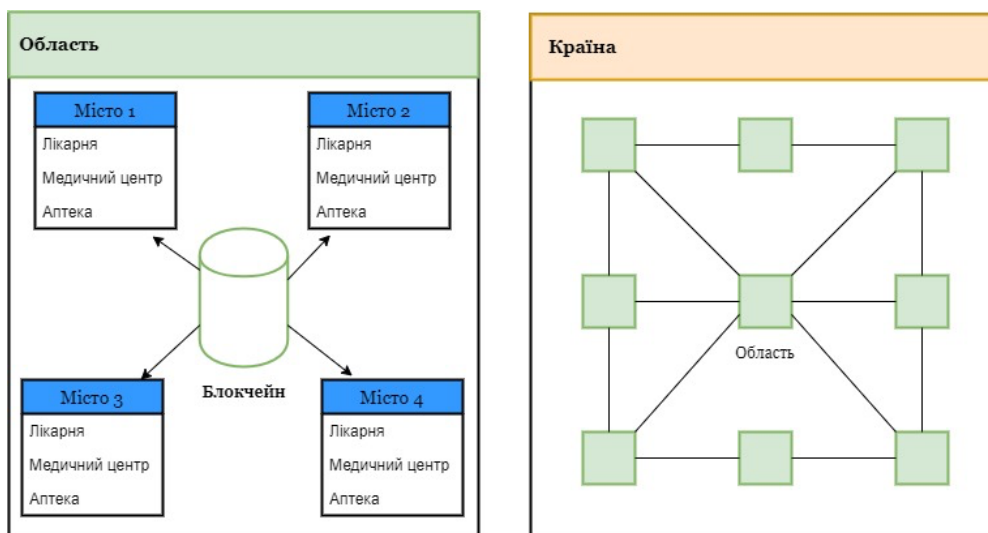 Область
Місто 1
Лікарня
Медичний центр
Аптека
Місто 2
Лікарня
Медичний центр
Аптека
Блокчейн
Місто 3
Лікарня
Медичний центр
Аптека
Місто 4
Лікарня
Медичний центр
Аптека
Країна
Область